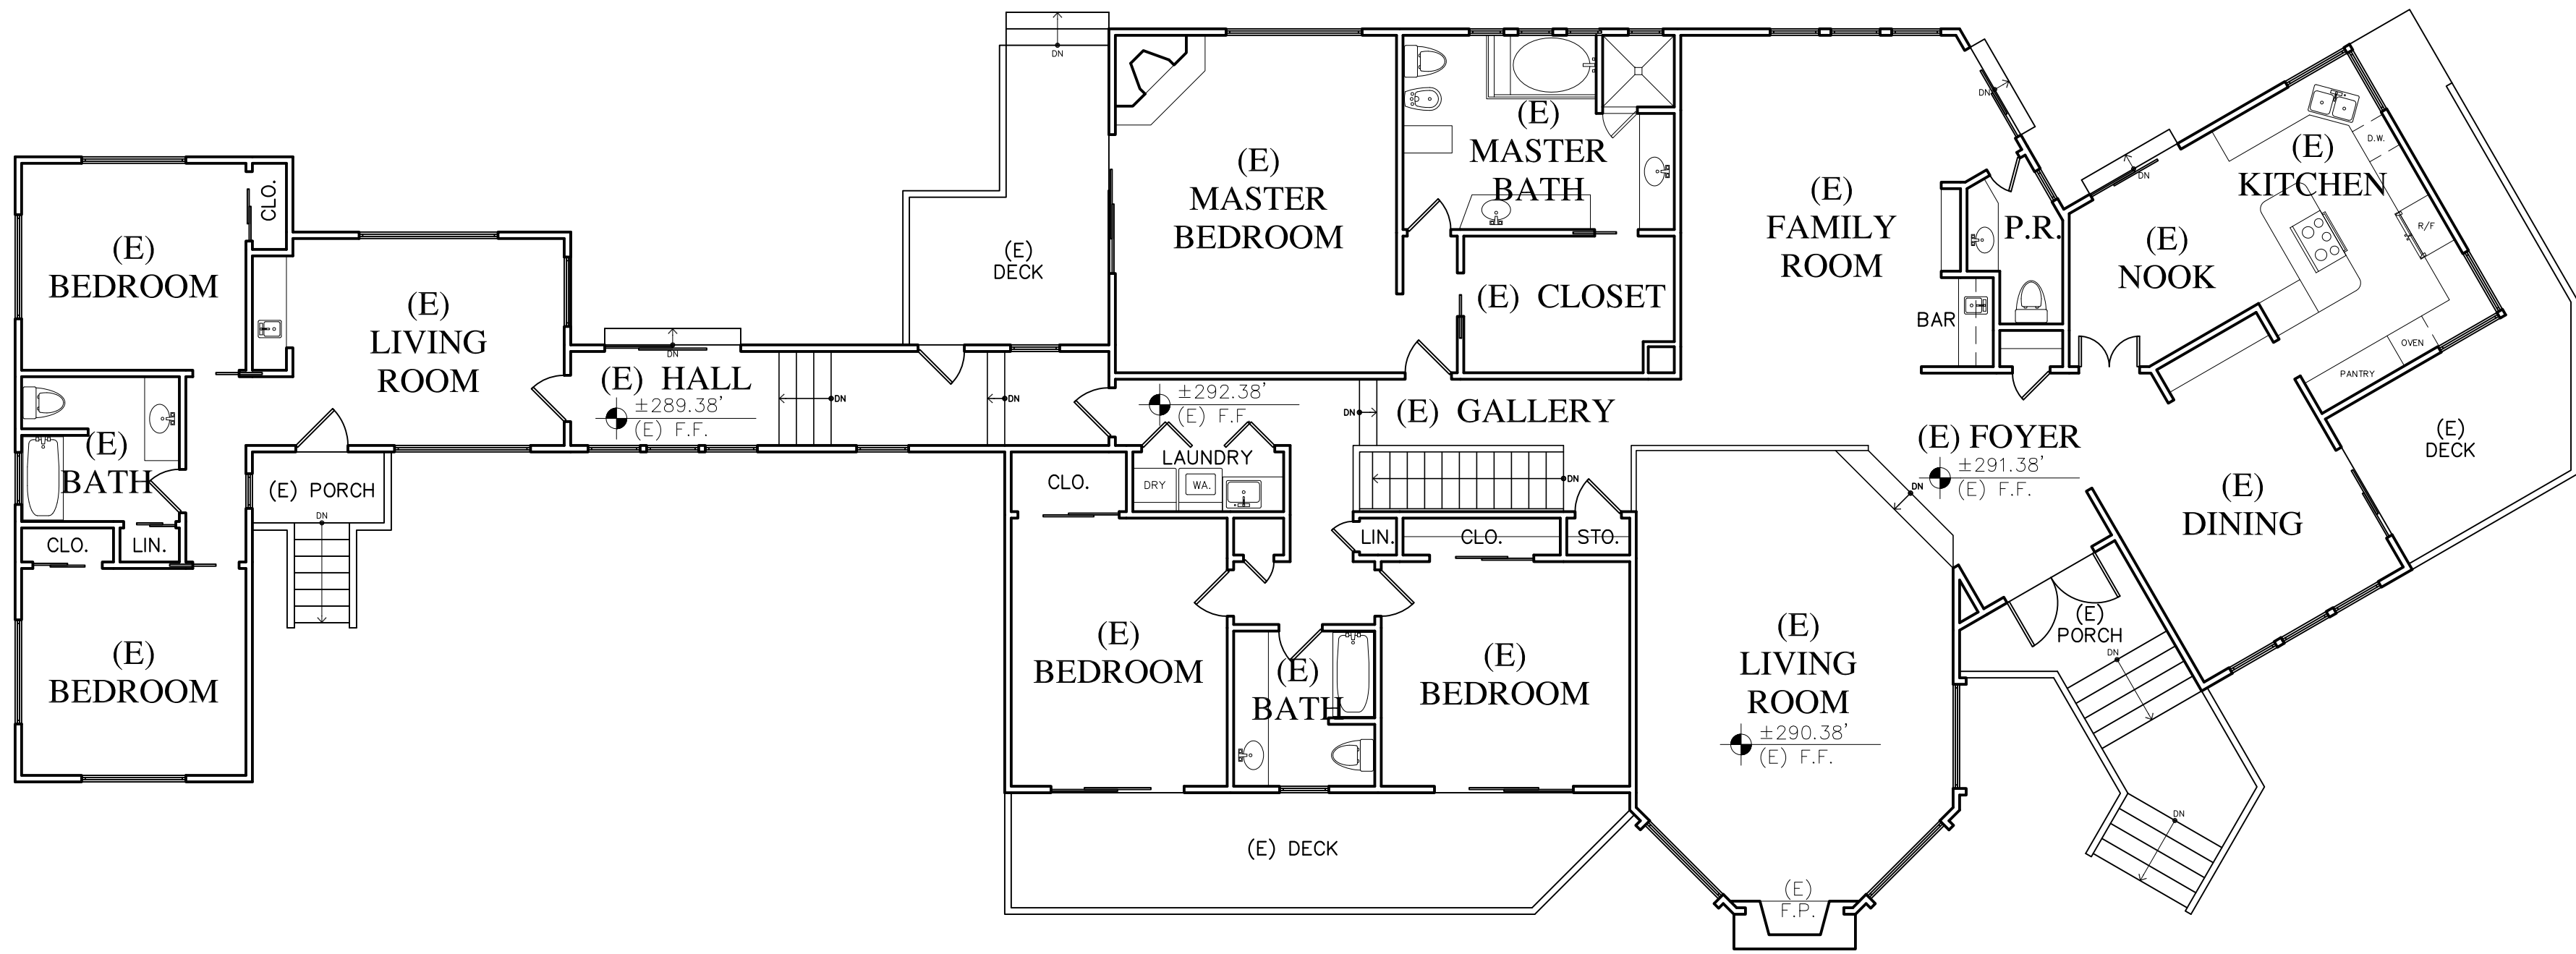 (E)
BEDROOM
CLO.
(E)
LIVING
ROOM
(E)
BATH
CLO.
LIN.
(E)
BEDROOM
(E) PORCH
DN
(E) HALL
DN
±289.38'
(E) F.F.
DN
DN
DN
(E)
DECK
(E)
MASTER
BEDROOM
(E)
MASTER
BATH
(E) CLOSET
±292.38'
(E) F.F.
DN
(E) GALLERY
LAUNDRY
DRY
WA.
CLO.
DN
LIN.
CLO.
STO.
(E)
BEDROOM
(E)
BATH
(E)
BEDROOM
(E) DECK
(E)
FAMILY
ROOM
DN
P.R.
BAR
(E) FOYER
±291.38'
(E) F.F.
DN
(E)
LIVING
ROOM
±290.38'
(E) F.F.
(E)
F.P.
(E)
PORCH
DN
DN
DN
(E)
NOOK
(E)
KITCHEN
D.W.
R/F
OVEN
PANTRY
(E)
DINING
(E)
DECK